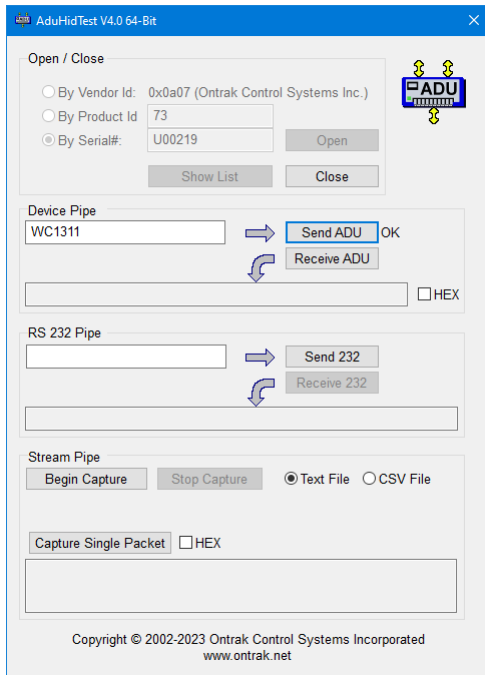 AduHidTest V4.0 64-Bit
Open / Close
By Vendor Id: 0x0a07 (Ontrak Control Systems Inc.)
ADU
By Product Id 73
By Serial#: U00219 Open
Show List Close
Device Pipe
WC1311 Send ADU OK
Receive ADU
HEX
RS 232 Pipe
Send 232
Receive 232
Stream Pipe
Begin Capture Stop Capture Text File CSV File
Capture Single Packet HEX
Copyright © 2002-2023 Ontrak Control Systems Incorporated
www.ontrak.net